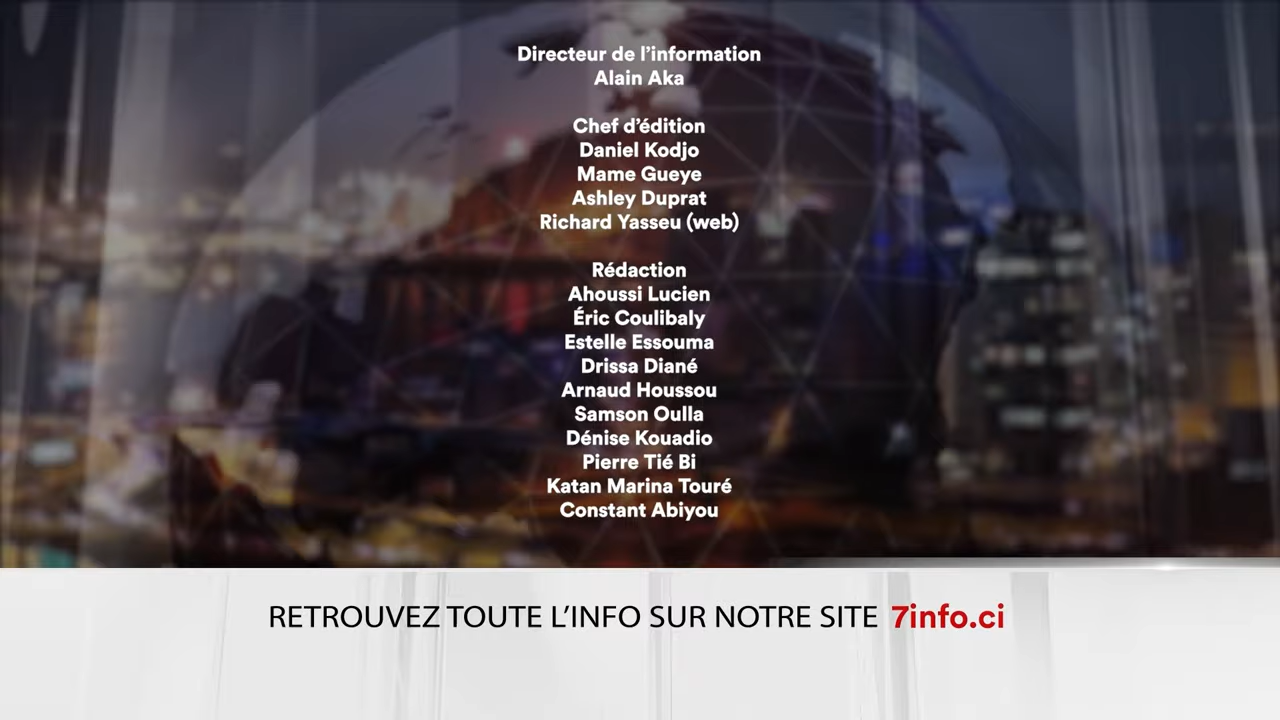 Directeur de l’information
Alain Aka
Chef d’édition
Daniel Kodjo
Mame Gueye
Ashley Duprat
Richard Yasseu (web)
Rédaction
Ahoussi Lucien
Éric Coulibaly
Estelle Essouma
Drissa Diané
Arnaud Houssou
Samson Oulla
Dénise Kouadio
Pierre Tié Bi
Katan Marina Touré
Constant Abiyou
RETROUVEZ TOUTE L’INFO SUR NOTRE SITE 7info.ci